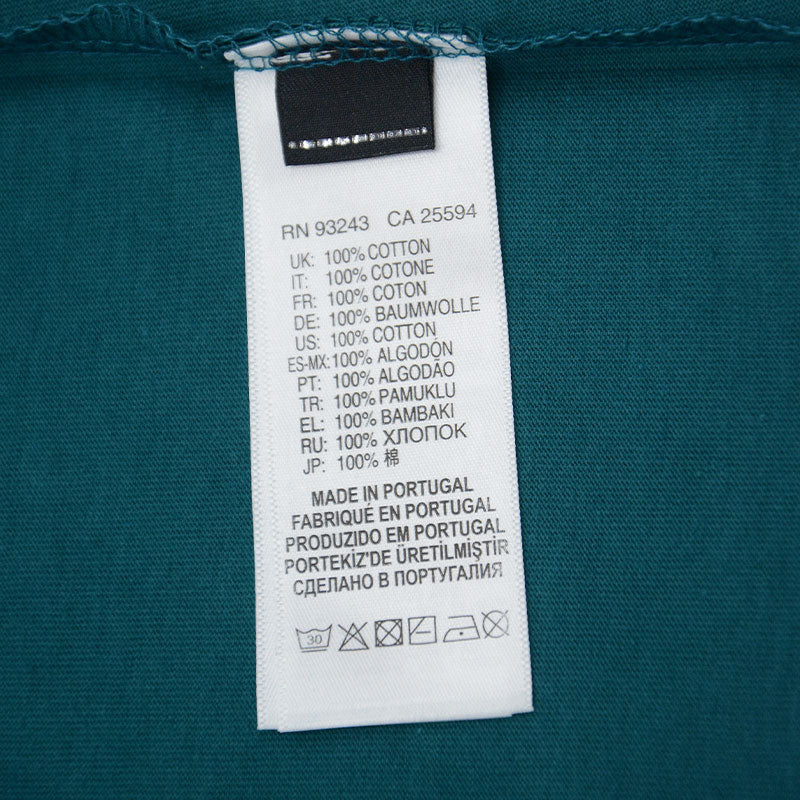 RN 93243 CA 25594
UK: 100% COTTON
IT: 100% COTONE
FR: 100% COTON
DE: 100% BAUMWOLLE
US: 100% COTTON
ES-MX: 100% ALGODÓN
PT: 100% ALGODÃO
TR: 100% PAMUKLU
EL: 100% BAMBAKI
RU: 100% ХЛОПОК
JP: 100% 棉
MADE IN PORTUGAL
FABRIQUÉ EN PORTUGAL
PRODUZIDO EM PORTUGAL
PORTEKİZ'DE ÜRETİLMİŞTİR
СДЕЛАНО В ПОРТУГАЛИЯ
30